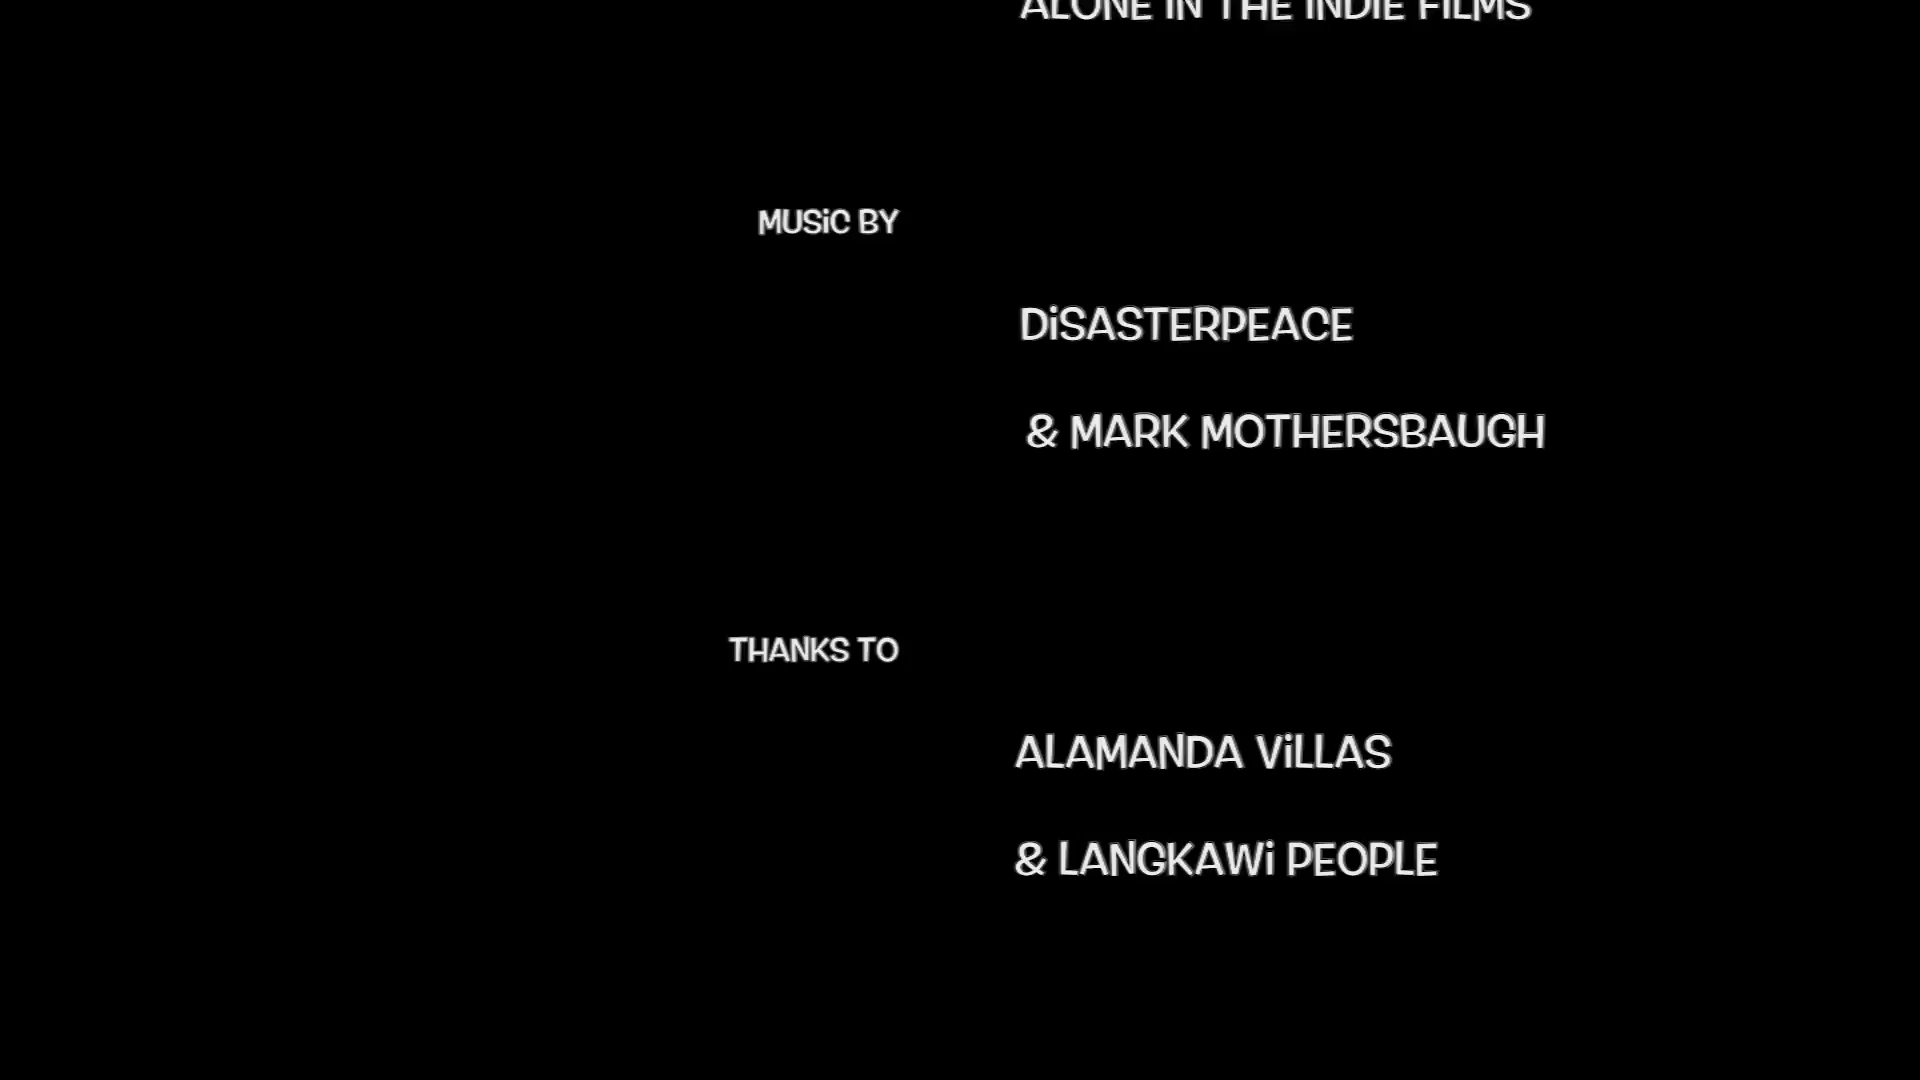 ALONE IN THE INDIE FILMS
MUSiC BY
DiSASTERPEACE
& MARK MOTHERSBAUGH
THANKS TO
ALAMANDA ViLLAS
& LANGKAWi PEOPLE